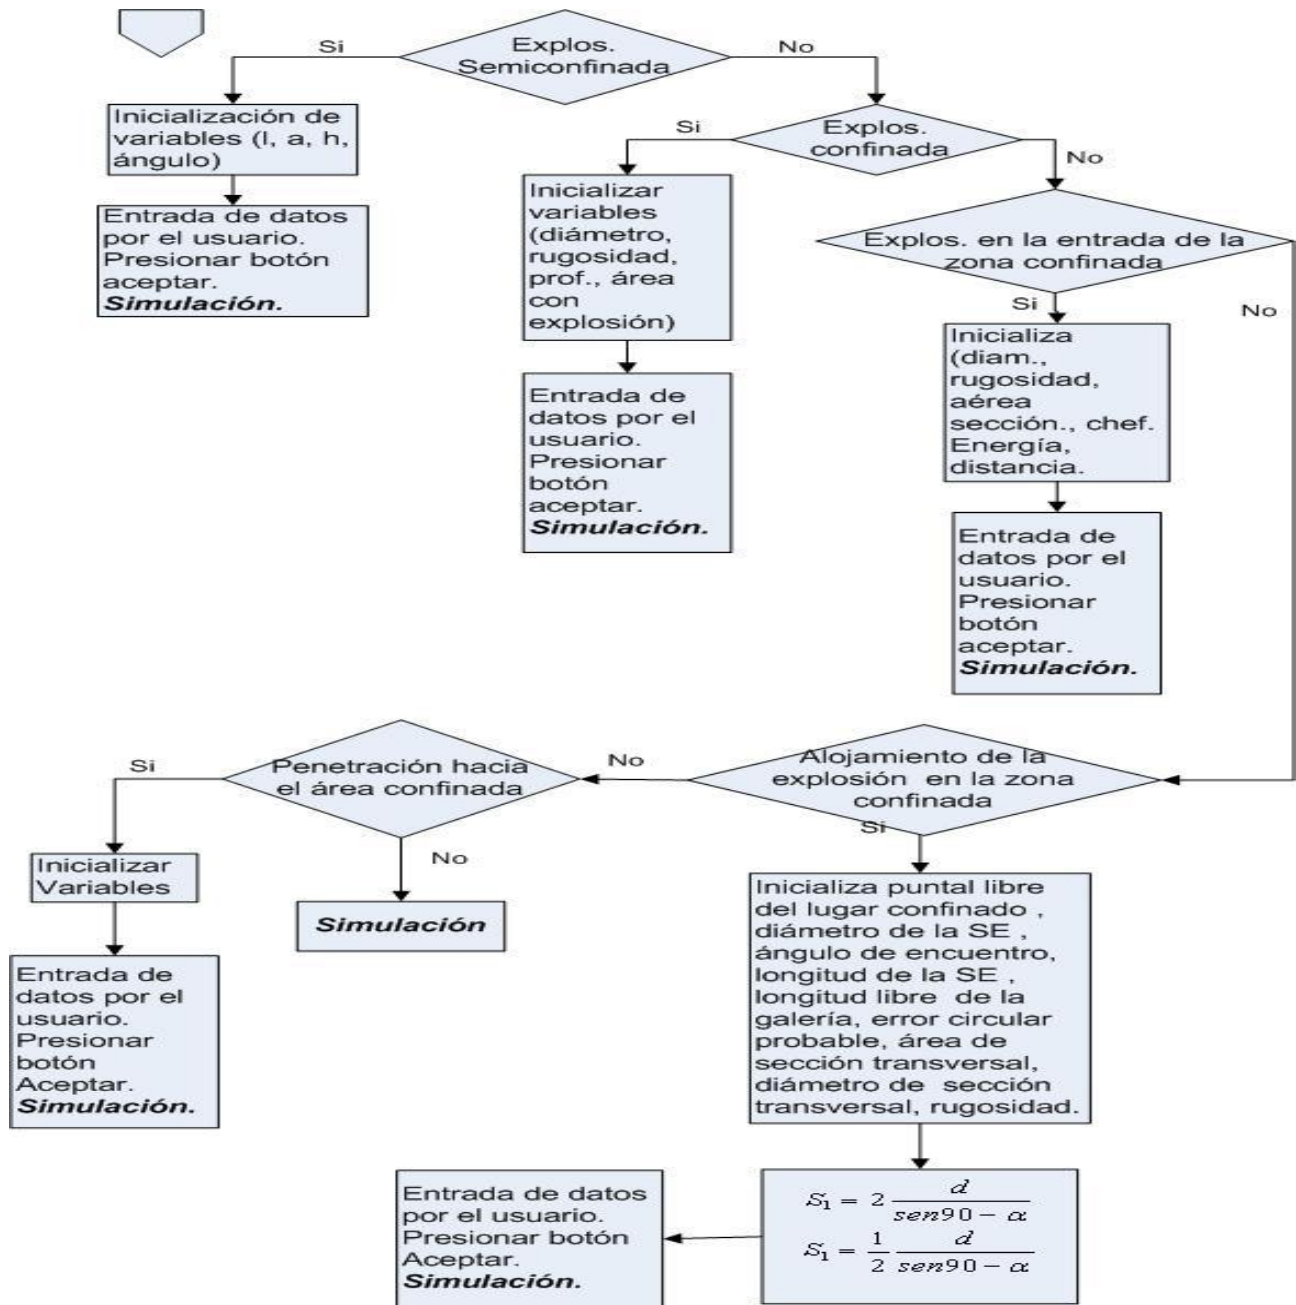 Si
Explos.
Semiconfinada
No
Inicialización de
variables (l, a, h,
ángulo)
Entrada de datos
por el usuario.
Presionar botón
aceptar.
Simulación.
Si
Explos.
confinada
No
Inicializar
variables
(diámetro,
rugosidad,
prof., área
con
explosión)
Entrada de
datos por el
usuario.
Presionar
botón
aceptar.
Simulación.
Explos. en la entrada de la
zona confinada
Si
No
Inicializa
(diam.,
rugosidad,
aérea
sección., chef.
Energía,
distancia.
Entrada de
datos por el
usuario.
Presionar
botón
aceptar.
Simulación.
Alojamiento de la
explosión en la zona
confinada
No
Si
Penetración hacia
el área confinada
Si
No
Inicializar
Variables
Entrada de
datos por el
usuario.
Presionar
botón
Aceptar.
Simulación.
Simulación
Inicializa puntal libre
del lugar confinado ,
diámetro de la SE ,
ángulo de encuentro,
longitud de la SE ,
longitud libre de la
galería, error circular
probable, área de
sección transversal,
diámetro de sección
transversal, rugosidad.
S₁ = 2 d / sen90 − α
S₁ = 1/2 d / sen90 − α
Entrada de datos
por el usuario.
Presionar botón
Aceptar.
Simulación.